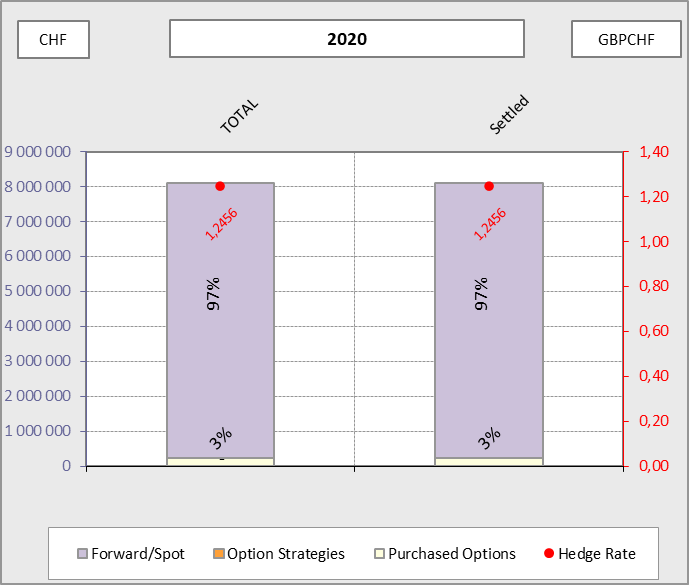 CHF
2020
GBPCHF
TOTAL
Settled
9 000 000
8 000 000
7 000 000
6 000 000
5 000 000
4 000 000
3 000 000
2 000 000
1 000 000
0
1,2456
97%
3%
1,2456
97%
3%
1,40
1,20
1,00
0,80
0,60
0,40
0,20
0,00
Forward/Spot Option Strategies Purchased Options Hedge Rate